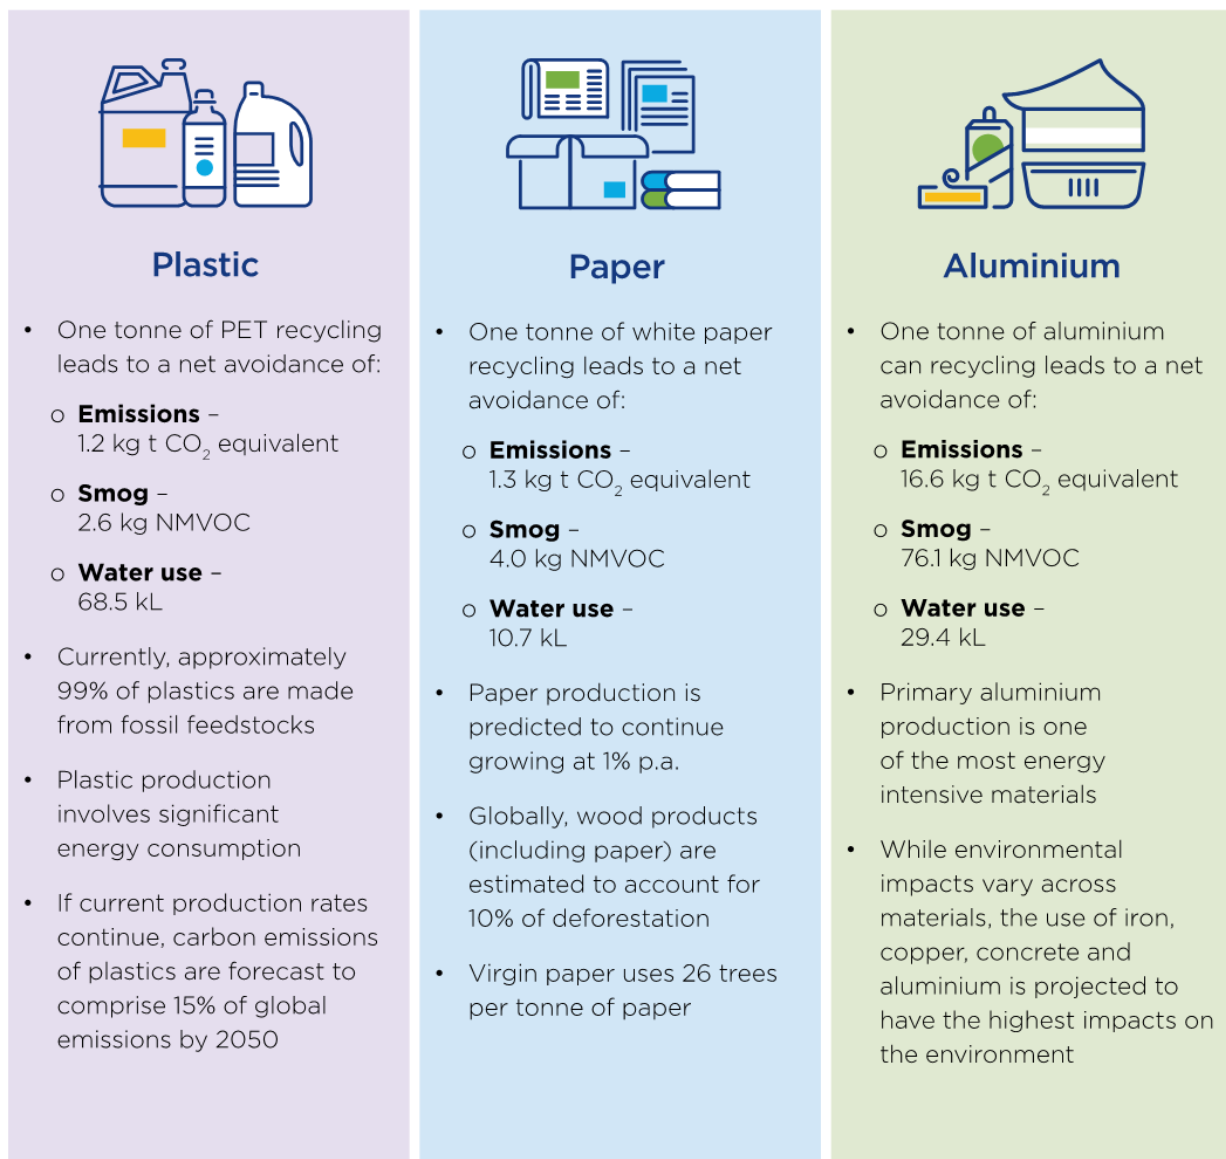 Plastic
• One tonne of PET recycling
leads to a net avoidance of:
o Emissions –
1.2 kg t CO₂ equivalent
o Smog –
2.6 kg NMVOC
o Water use –
68.5 kL
• Currently, approximately
99% of plastics are made
from fossil feedstocks
• Plastic production
involves significant
energy consumption
• If current production rates
continue, carbon emissions
of plastics are forecast to
comprise 15% of global
emissions by 2050
Paper
• One tonne of white paper
recycling leads to a net
avoidance of:
o Emissions –
1.3 kg t CO₂ equivalent
o Smog –
4.0 kg NMVOC
o Water use –
10.7 kL
• Paper production is
predicted to continue
growing at 1% p.a.
• Globally, wood products
(including paper) are
estimated to account for
10% of deforestation
• Virgin paper uses 26 trees
per tonne of paper
Aluminium
• One tonne of aluminium
can recycling leads to a net
avoidance of:
o Emissions –
16.6 kg t CO₂ equivalent
o Smog –
76.1 kg NMVOC
o Water use –
29.4 kL
• Primary aluminium
production is one
of the most energy
intensive materials
• While environmental
impacts vary across
materials, the use of iron,
copper, concrete and
aluminium is projected to
have the highest impacts on
the environment